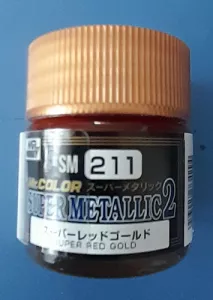 SM 211
Mr.COLOR スーパーメタリック
SUPER METALLIC 2
スーパーレッドゴールド
SUPER RED GOLD